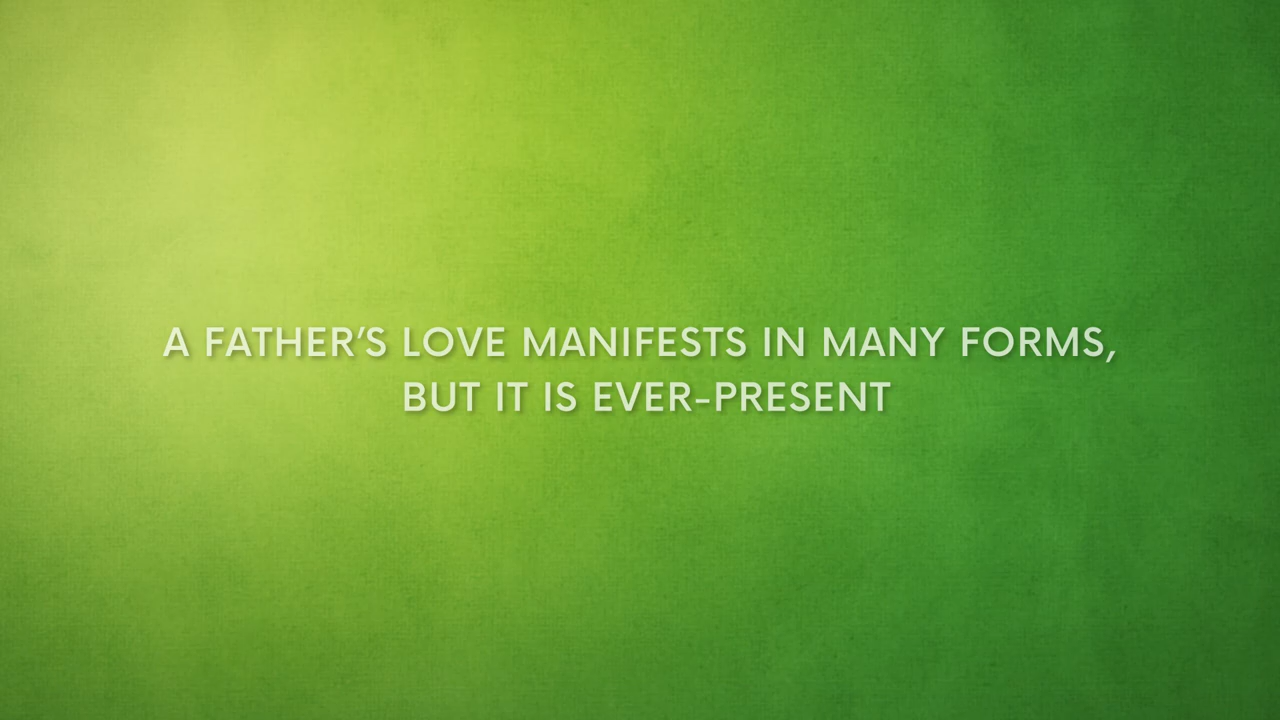 A FATHER’S LOVE MANIFESTS IN MANY FORMS,
BUT IT IS EVER-PRESENT